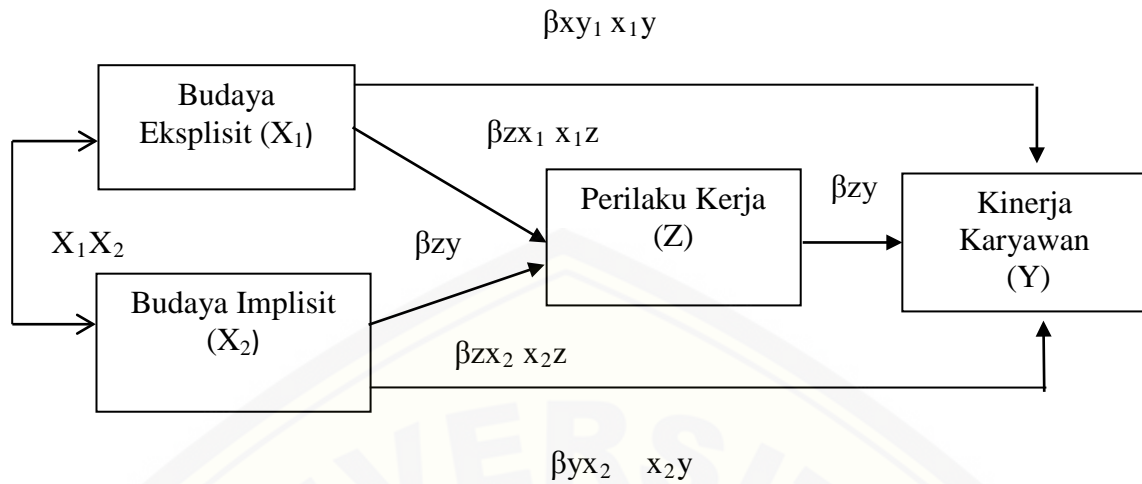 βxy₁ x₁y
Budaya
Eksplisit (X₁)
βzx₁ x₁z
Perilaku Kerja
(Z)
βzy
Kinerja
Karyawan
(Y)
X₁X₂
βzy
Budaya Implisit
(X₂)
βzx₂ x₂z
βyx₂ x₂y
VERSI